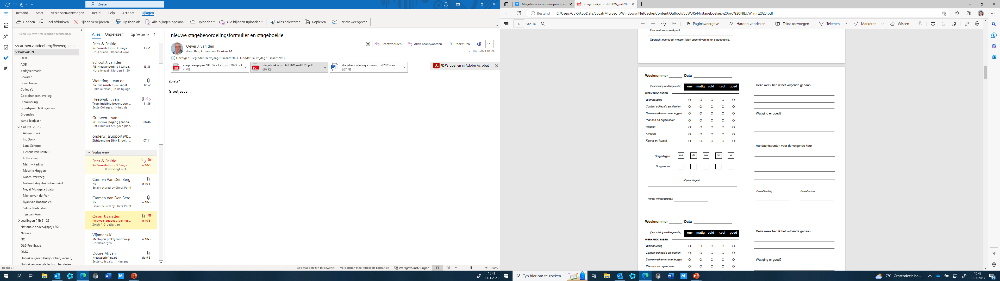 Zoeken
Bestand Start Verzenden/ontvangen Beeld Help Acrobat Bijlagen
Openen Snel afdrukken Bijlage verwijderen Opslaan als Alle bijlagen opslaan Uploaden Alle bijlagen uploaden Alles selecteren Kopiëren Bericht weergeven
Sleep uw favoriete mappen hiernaartoe
carmen.vandenberg@voveghel.nl
Postvak IN
6060
AOB
bedrijvenmarkt
Bewaren
Bovenbouw
Collega's
Coordinatoren overleg
Diplomering
Expertgroep NPO gelden
Groendag
kamp leerjaar 4
Klas P3C 22-23
Aiham Sharki
Iris Oonk
Lana Schotte
Lichelle van Boxtel
Lotte Visser
Matthy Padilla
Melanie Huggers
Naomi Versteeg
Natsinet Anyalm Gebremskel
Neyat Mulugeta Sbatu
Nienke van der Ven
Ryan van Roosmalen
Salina Berih Fitwi
Tijn van Rooij
Leerlingen P4b 21-22
Nationale onderwijsprijs BSL
Nieuws
NOT
OLG Pro-Brave
OMO
Ontwikkelgroep burgerschap, wonen,...
Ontwikkelgroep didactisch handelen
Alles Ongelezen Op Datum
Fries & Fruitig
Re: Voorstel voor 3 Daags ... 13:51
Hoi Carmen, Bedankt voor
Schoot J. van der
RE: Nieuwe poging | aanpa... 13:38
Hoi allemaal, Morgen 11.30
Wetering L. van de
nieuwe rooster S.w. vanaf ... 12:52
Hallo allemaal, In de bijlage
Heeswijk T. van
Team indeling bovenbouw... 11:36
Beste Collega's, Ik heb de
Grinsven J. van
RE: Nieuwe poging | aanpa... 08:46
Dat klinkt als een goed plan.
onderwijssupport@b...
Zichtzending Blink Engels (... 07:11
Vorige week
Fries & Fruitig
Re: Voorstel voor 3 Daags ... vr 10-3
U ontvangt niet
Carmen Van Den Berg
Ns vr 10-3
Email secured by Check Point
Carmen Van Den Berg
Ns vr 10-3
Email secured by Check Point
Oever J. van den
nieuwe stagebeoordelings... vr 10-3
Zoiets? Groetjes Jan.
Vijnmans K.
Meelopen praktijkonderwijs vr 10-3
Goedemorgen,
Doore M. van
Nieuwsbrief maart-1 do 9-3
Beste collega's, Namens
nieuwe stagebeoordelingsformulier en stageboekje
Oever J. van den
Aan Berg C. van den; Donkers M.
Beantwoorden Allen beantwoorden Doorsturen
vr 10-3-2023 10:39
Opvolgen. Begindatum: vrijdag 10 maart 2023. Einddatum: vrijdag 10 maart 2023.
PDF stageboekje pro NIEUW - kaft_mrt 2023.pdf
4 MB
PDF stageboekje pro NIEUW_mrt2023.pdf
667 KB
stagebeoordeling - nieuw_mrt2023.doc
207 KB
PDF's openen in Adobe Acrobat
Zoiets?
Groetjes Jan.
Items: 27 Alle mappen zijn bijgewerkt. Verbonden met: Microsoft Exchange Weergave-instellingen 100%
15:43
13-3-2023
Magister voor onderwijzend per
stageboekje pro NIEUW_mrt2023
Bestand C:/Users/CBR/AppData/Local/Microsoft/Windows/INetCache/Content.Outlook/83W3JS44/stageboekje%20pro%20NIEUW_mrt2023.pdf
4 van 16 Paginaweergave Hardop voorlezen Tekst toevoegen Tekenen Markeren Wissen
Een vast aanspreekpunt.
Opdracht eventueel meteen laten opschrijven in het stageboekje.
Weeknummer Data
(beoordeling werkbegeleider) onv matig vold r.vol goed
WERKPROCESSEN
Werkhouding
Contact collega's en klanten
Samenwerken en overleggen
Plannen en organiseren
Initiatief
Kwaliteit
Kennis en inzicht
Stagedagen: ma di wo do vr
Stage-uren:
(Opmerkingen)
Paraaf werkbegeleider:
Deze week heb ik het volgende gedaan
Wat ging er goed?
Aandachtspunten voor de volgende keer
Paraaf leerling Paraaf school
Weeknummer Data
(beoordeling werkbegeleider) onv matig vold r.vol goed
WERKPROCESSEN
Werkhouding
Contact collega's en klanten
Samenwerken en overleggen
Plannen en organiseren
Deze week heb ik het volgende gedaan
Wat ging er goed?
Typ hier om te zoeken
17°C Grotendeels be...
15:43
13-3-2023